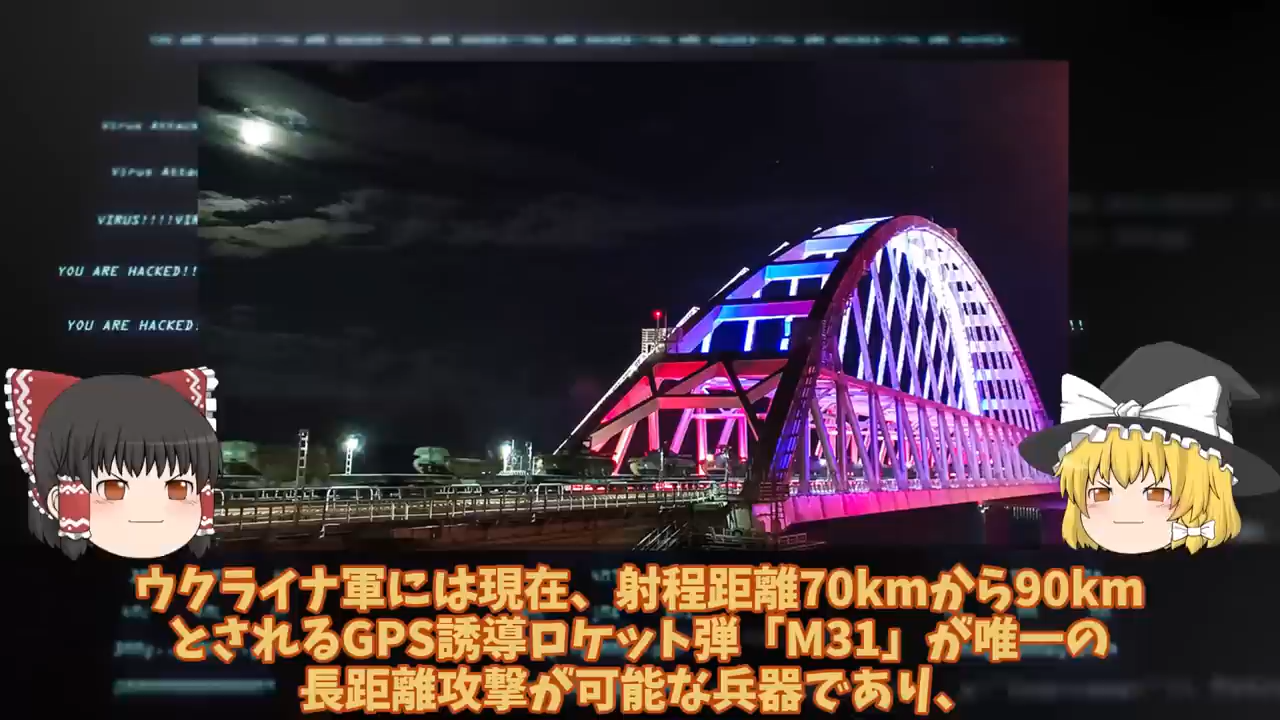 Virus Attack
Virus Atta
VIRUS!!!!VIR
YOU ARE HACKED!!
YOU ARE HACKED!
!!
ウクライナ軍には現在、射程距離70kmから90km
とされるGPS誘導ロケット弾「M31」が唯一の
長距離攻撃が可能な兵器であり、